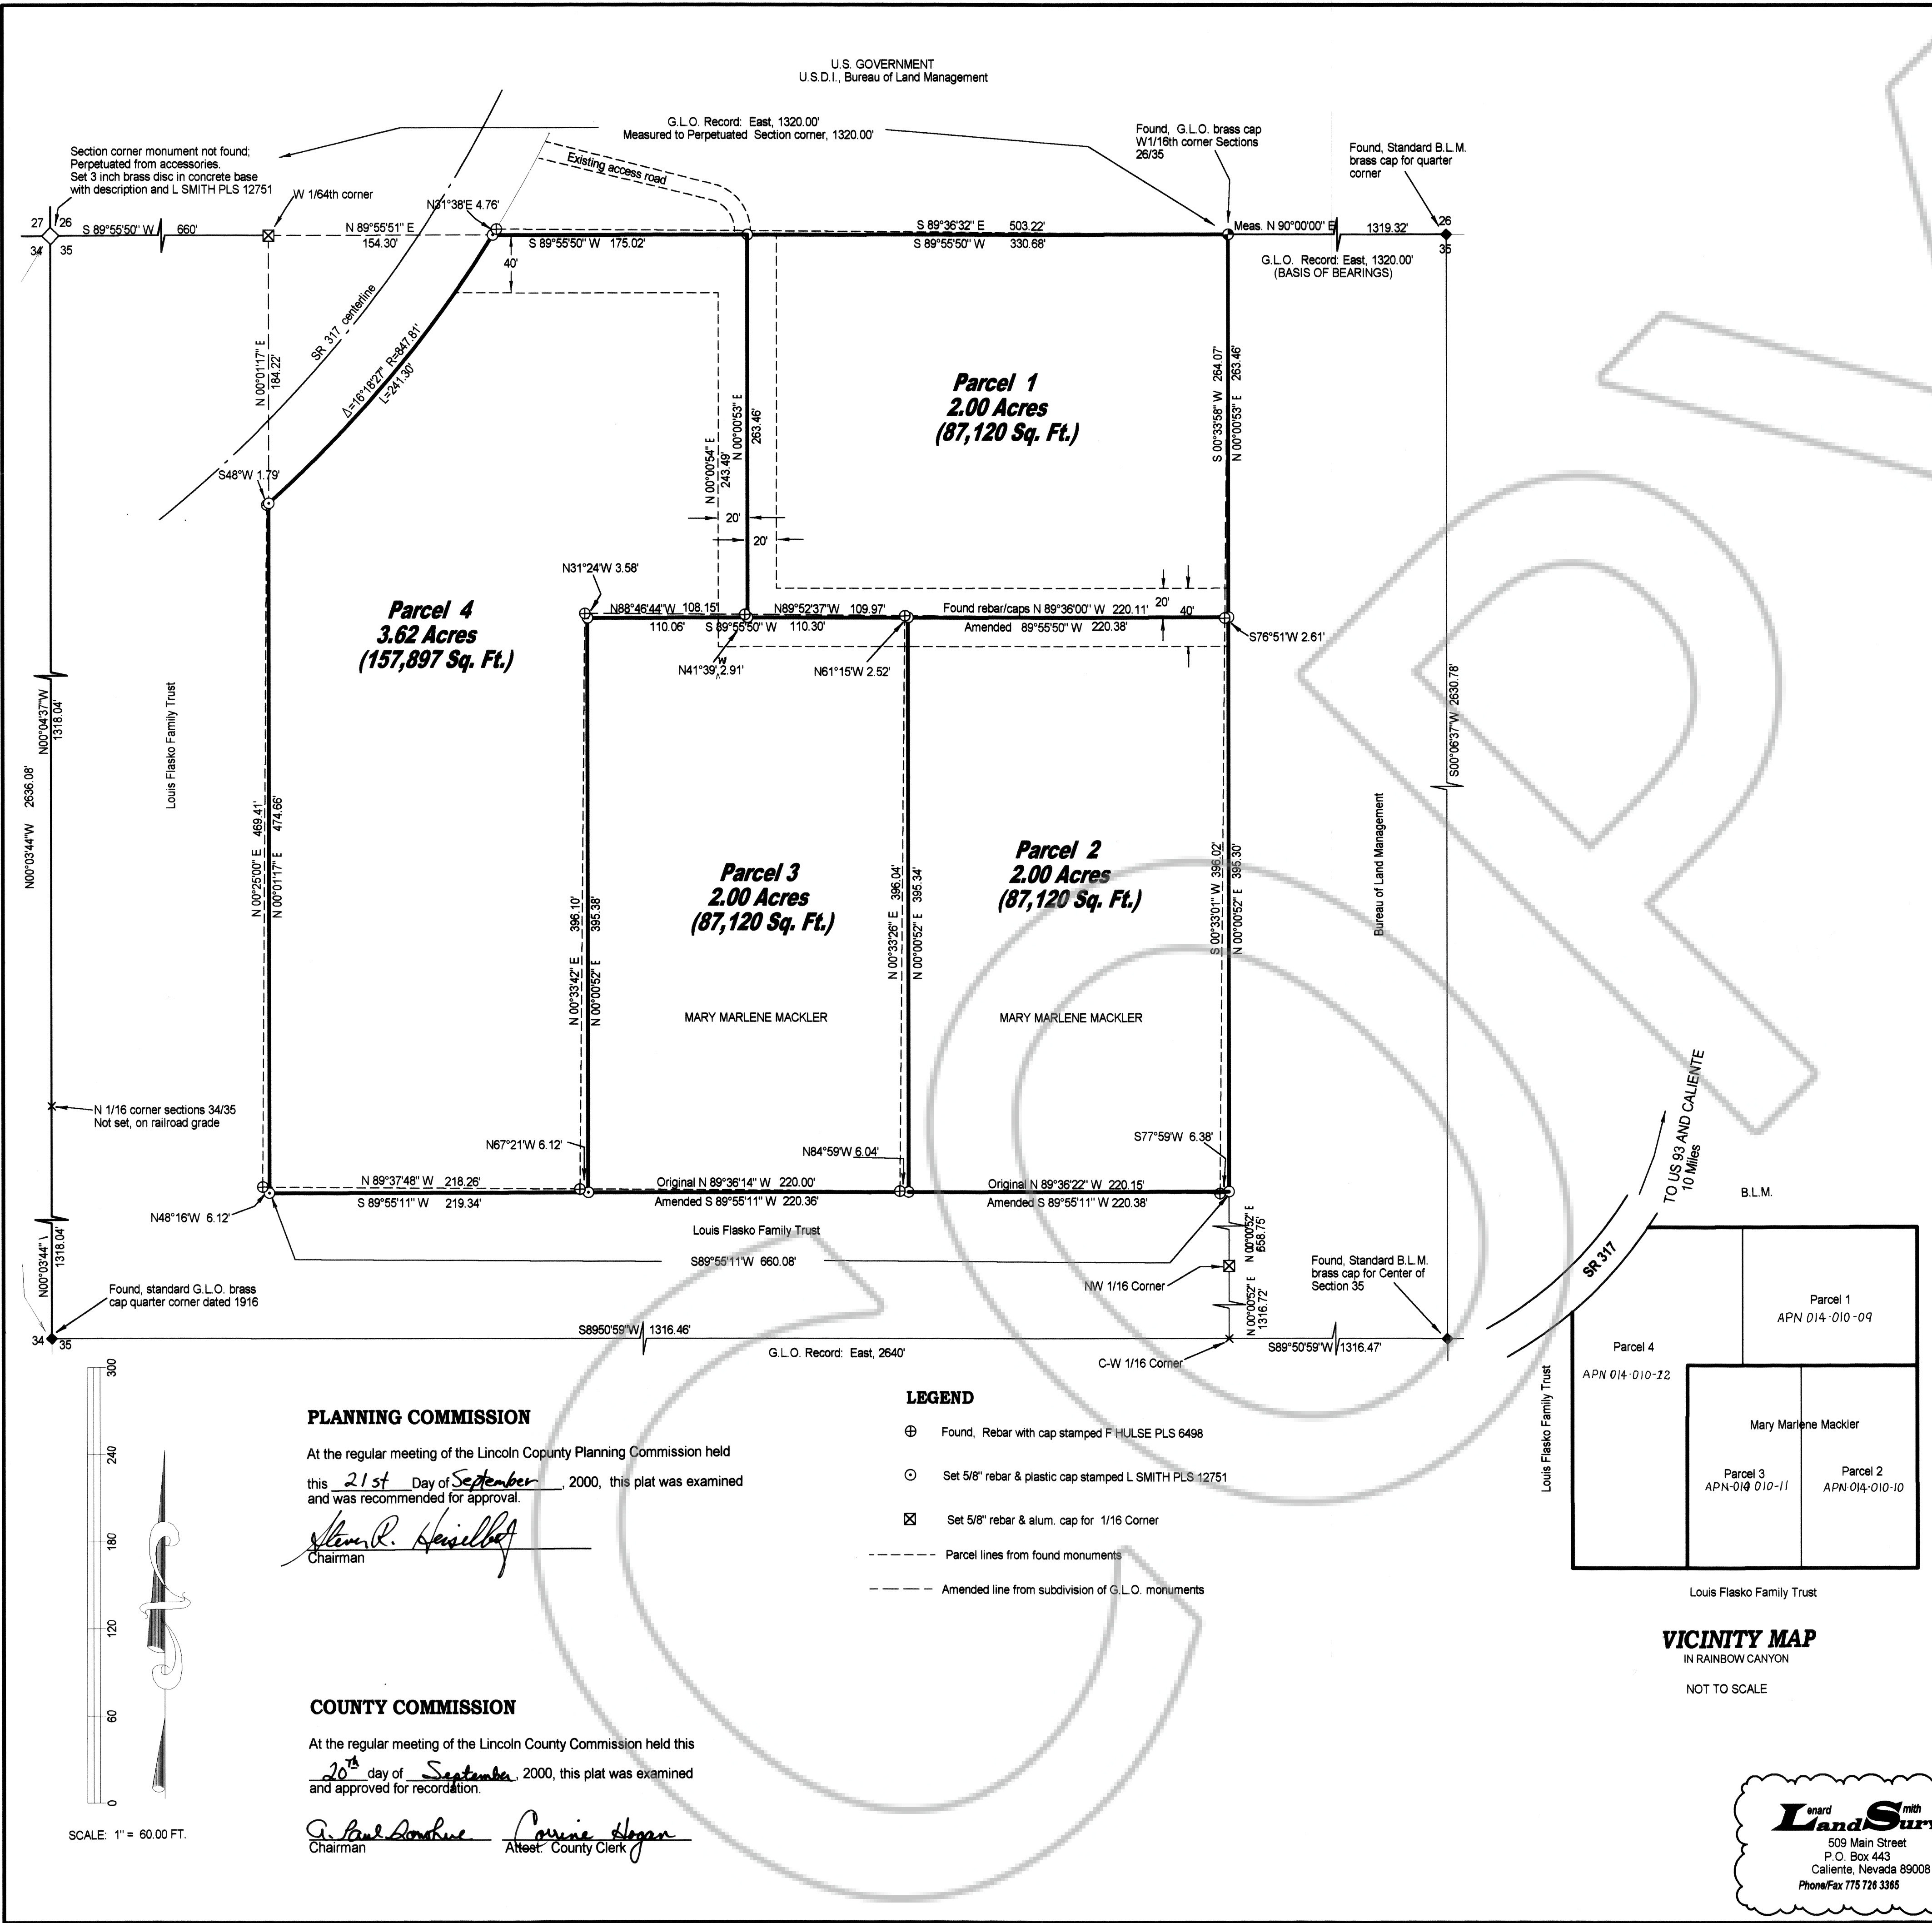 U.S. GOVERNMENT
U.S.D.I., Bureau of Land Management
G.L.O. Record: East, 1320.00'
Measured to Perpetuated Section corner, 1320.00'
Section corner monument not found;
Perpetuated from accessories.
Set 3 inch brass disc in concrete base
with description and L SMITH PLS 12751
W 1/64th corner
Existing access road
Found, G.L.O. brass cap
W1/16th corner Sections
26/35
Found, Standard B.L.M.
brass cap for quarter
corner
27 26
34 35
S 89°55'50" W 660'
N31°38'E 4.76'
N 89°55'51" E
154.30'
S 89°55'50" W 175.02'
40'
S 89°36'32" E 503.22'
S 89°55'50" W 330.68'
Meas. N 90°00'00" E 1319.32'
26
35
G.L.O. Record: East, 1320.00'
(BASIS OF BEARINGS)
SR 317 centerline
Δ=16°18'27" R=847.81'
L=241.30'
N 00°01'17" E
184.22'
S48°W 1.79'
N 00°00'54" E
243.49'
N 00°00'53" E
263.46'
20'
20'
Parcel 1
2.00 Acres
(87,120 Sq. Ft.)
S 00°33'58" W 264.07'
N 00°00'53" E 263.46'
N31°24'W 3.58'
Parcel 4
3.62 Acres
(157,897 Sq. Ft.)
N88°46'44"W 108.15'
N89°52'37"W 109.97'
Found rebar/caps N 89°36'00" W 220.11'
110.06' S 89°55'50" W 110.30'
Amended 89°55'50" W 220.38'
20'
40'
S76°51'W 2.61'
N41°39' 2.91'
W
^
N61°15'W 2.52'
N00°04'37"W
1318.04'
N00°03'44"W 2636.08'
Louis Flasko Family Trust
N 00°25'00" E 469.41'
N 00°01'17" E 474.66'
N 00°33'42" E 396.10'
N 00°00'52" E 395.38'
Parcel 3
2.00 Acres
(87,120 Sq. Ft.)
MARY MARLENE MACKLER
N 00°33'26" E 396.04'
N 00°00'52" E 395.34'
Parcel 2
2.00 Acres
(87,120 Sq. Ft.)
MARY MARLENE MACKLER
S 00°33'01" W 396.02'
N 00°00'52" E 395.30'
Bureau of Land Management
S00°06'37"W 2630.78'
N 1/16 corner sections 34/35
Not set, on railroad grade
N67°21'W 6.12'
N84°59'W 6.04'
S77°59'W 6.38'
N 89°37'48" W 218.26'
S 89°55'11" W 219.34'
Original N 89°36'14" W 220.00'
Amended S 89°55'11" W 220.36'
Original N 89°36'22" W 220.15'
Amended S 89°55'11" W 220.38'
N48°16'W 6.12'
Louis Flasko Family Trust
S89°55'11"W 660.08'
N 00°00'52" E
658.75'
NW 1/16 Corner
N 00°00'52" E
1316.72'
N00°03'44" \
1318.04'
Found, standard G.L.O. brass
cap quarter corner dated 1916
34 35
S8950'59"W 1316.46'
G.L.O. Record: East, 2640'
C-W 1/16 Corner
S89°50'59"W 1316.47'
Found, Standard B.L.M.
brass cap for Center of
Section 35
TO US 93 AND CALIENTE
10 Miles
SR 317
B.L.M.
Parcel 1
APN 014-010-09
Parcel 4
APN 014-010-22
Mary Marlene Mackler
Parcel 3
APN-014 010-11
Parcel 2
APN 014-010-10
Louis Flasko Family Trust
Louis Flasko Family Trust
VICINITY MAP
IN RAINBOW CANYON
NOT TO SCALE
300
240
180
120
60
0
SCALE: 1" = 60.00 FT.
PLANNING COMMISSION
At the regular meeting of the Lincoln Copunty Planning Commission held
this 21st Day of September, 2000, this plat was examined
and was recommended for approval.
Steven R.
Chairman
COUNTY COMMISSION
At the regular meeting of the Lincoln County Commission held this
20th day of September, 2000, this plat was examined
and approved for recordation.
G. Paul Donohue Corrine Hogan
Chairman Attest: County Clerk
LEGEND
Found, Rebar with cap stamped F HULSE PLS 6498
Set 5/8" rebar & plastic cap stamped L SMITH PLS 12751
Set 5/8" rebar & alum. cap for 1/16 Corner
Parcel lines from found monuments
Amended line from subdivision of G.L.O. monuments
Lenard Smith
Land Surv
509 Main Street
P.O. Box 443
Caliente, Nevada 89008
Phone/Fax 775 726 3365
COP